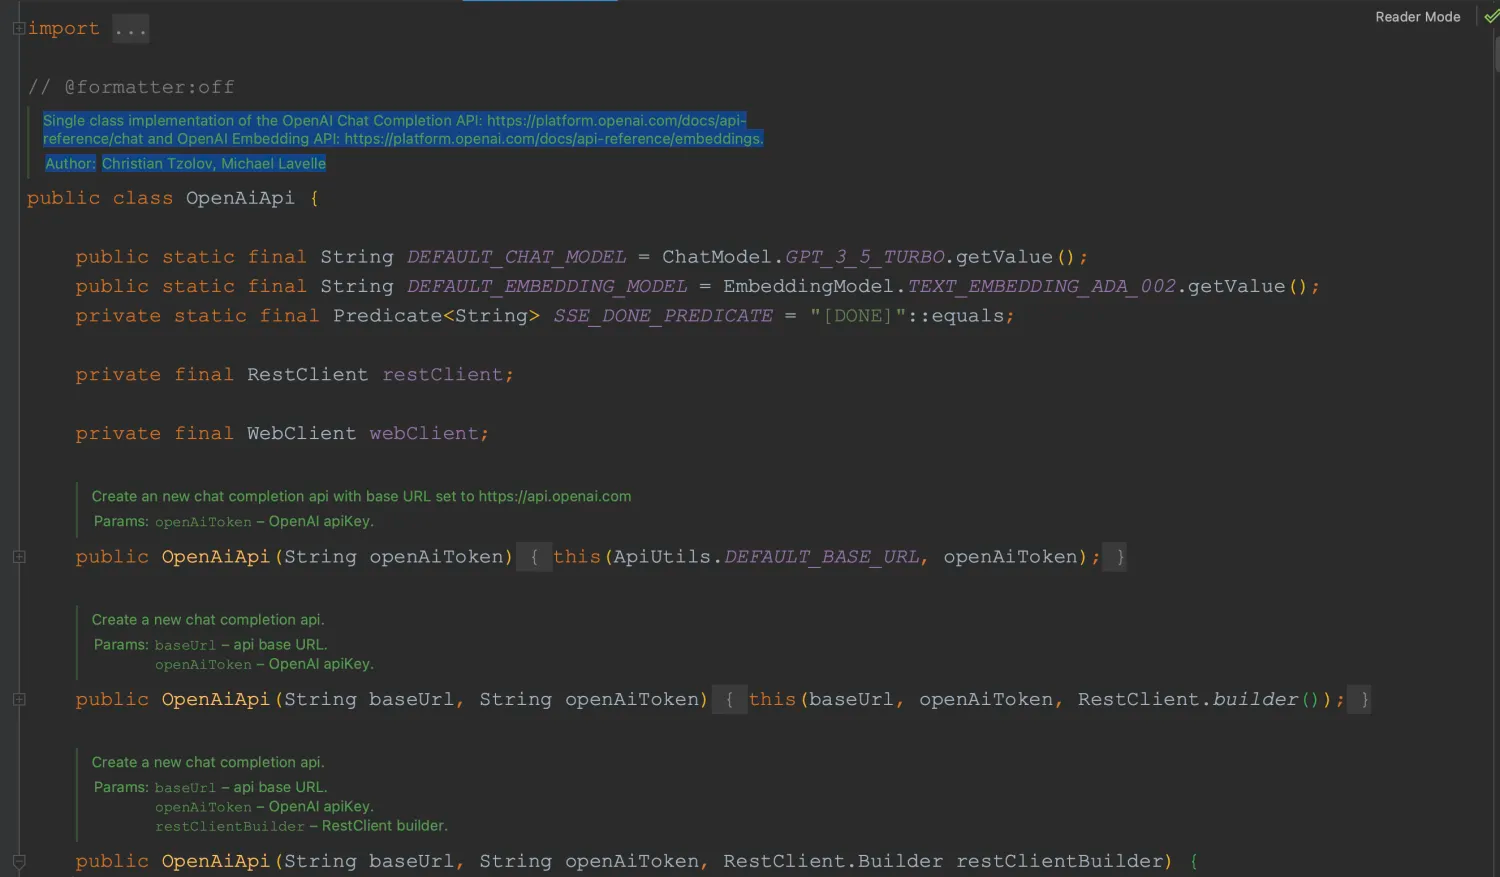 Reader Mode
import ...
// @formatter:off
Single class implementation of the OpenAI Chat Completion API: https://platform.openai.com/docs/api-
reference/chat and OpenAI Embedding API: https://platform.openai.com/docs/api-reference/embeddings.
Author: Christian Tzolov, Michael Lavelle
public class OpenAiApi {
public static final String DEFAULT_CHAT_MODEL = ChatModel.GPT_3_5_TURBO.getValue();
public static final String DEFAULT_EMBEDDING_MODEL = EmbeddingModel.TEXT_EMBEDDING_ADA_002.getValue();
private static final Predicate<String> SSE_DONE_PREDICATE = "[DONE]"::equals;
private final RestClient restClient;
private final WebClient webClient;
Create an new chat completion api with base URL set to https://api.openai.com
Params: openAiToken – OpenAI apiKey.
public OpenAiApi(String openAiToken) { this(ApiUtils.DEFAULT_BASE_URL, openAiToken); }
Create a new chat completion api.
Params: baseUrl – api base URL.
openAiToken – OpenAI apiKey.
public OpenAiApi(String baseUrl, String openAiToken) { this(baseUrl, openAiToken, RestClient.builder()); }
Create a new chat completion api.
Params: baseUrl – api base URL.
openAiToken – OpenAI apiKey.
restClientBuilder – RestClient builder.
public OpenAiApi(String baseUrl, String openAiToken, RestClient.Builder restClientBuilder) {